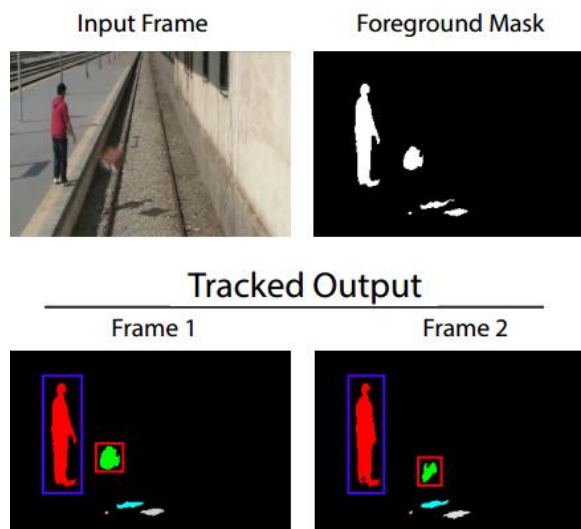 Input Frame
Foreground Mask
Tracked Output
Frame 1
Frame 2